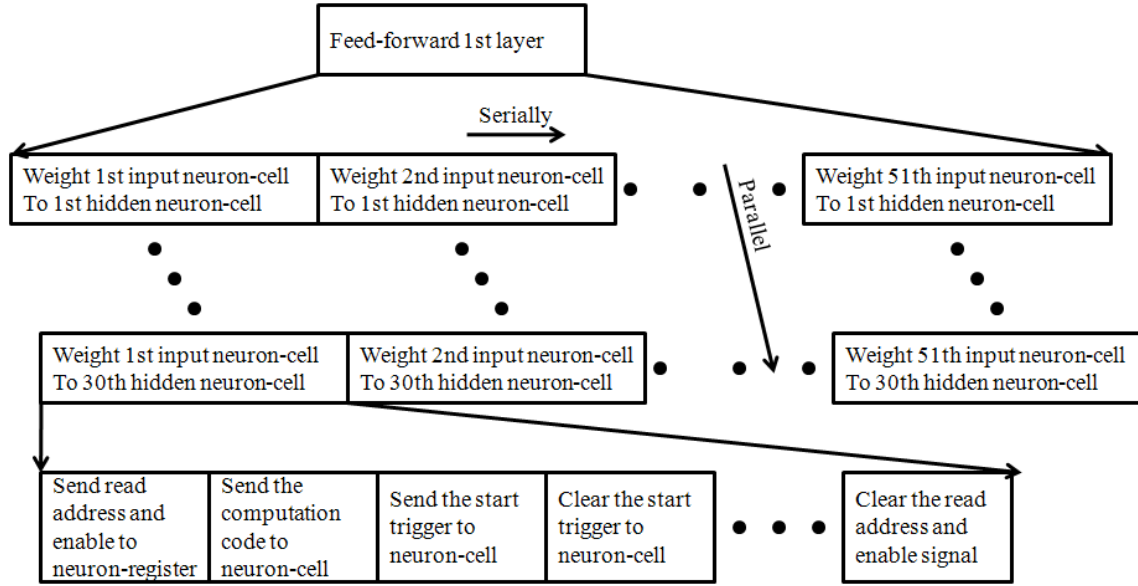 Feed-forward 1st layer
Serially
Weight 1st input neuron-cell
To 1st hidden neuron-cell
Weight 2nd input neuron-cell
To 1st hidden neuron-cell
Parallel
Weight 51th input neuron-cell
To 1st hidden neuron-cell
Weight 1st input neuron-cell
To 30th hidden neuron-cell
Weight 2nd input neuron-cell
To 30th hidden neuron-cell
Weight 51th input neuron-cell
To 30th hidden neuron-cell
Send read
address and
enable to
neuron-register
Send the
computation
code to
neuron-cell
Send the start
trigger to
neuron-cell
Clear the start
trigger to
neuron-cell
Clear the read
address and
enable signal